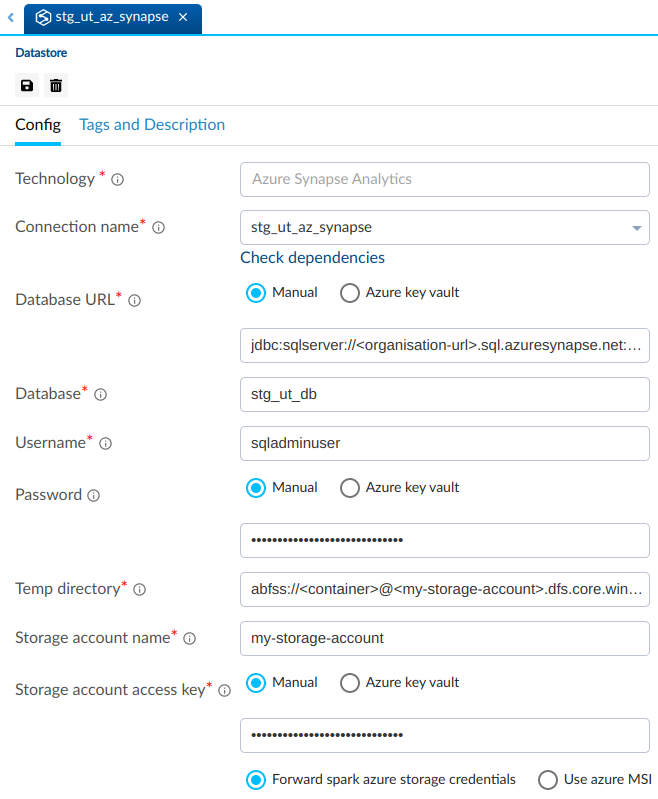 stg_ut_az_synapse ×
Datastore
Config Tags and Description
Technology *
Azure Synapse Analytics
Connection name*
stg_ut_az_synapse
Check dependencies
Database URL*
Manual Azure key vault
jdbc:sqlserver://<organisation-url>.sql.azuresynapse.net:...
Database*
stg_ut_db
Username*
sqladminuser
Password
Manual Azure key vault
••••••••••••••••••••••••••••••
Temp directory*
abfss://<container>@<my-storage-account>.dfs.core.win...
Storage account name*
my-storage-account
Storage account access key*
Manual Azure key vault
••••••••••••••••••••••••••••••
Forward spark azure storage credentials Use azure MSI